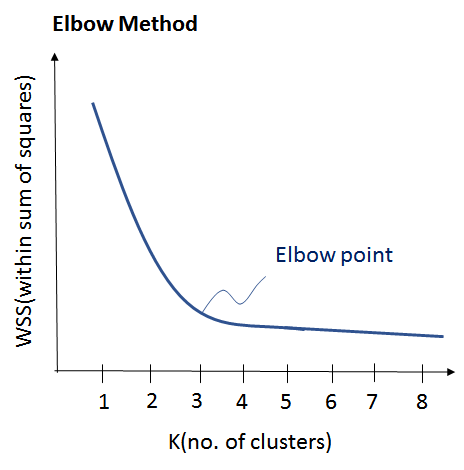 Elbow Method
WSS(within sum of squares)
Elbow point
1 2 3 4 5 6 7 8
K(no. of clusters)